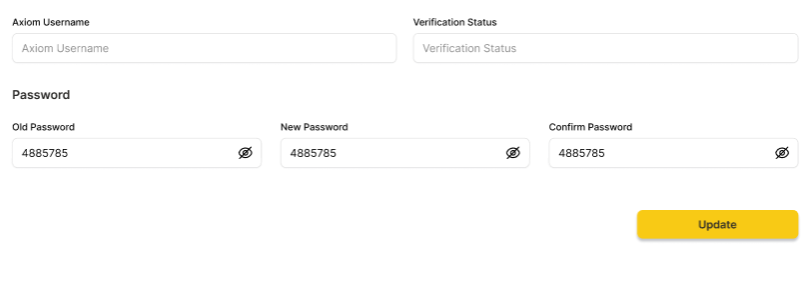 Axiom Username Verification Status
Axiom Username Verification Status
Password
Old Password New Password Confirm Password
4885785 4885785 4885785
Update